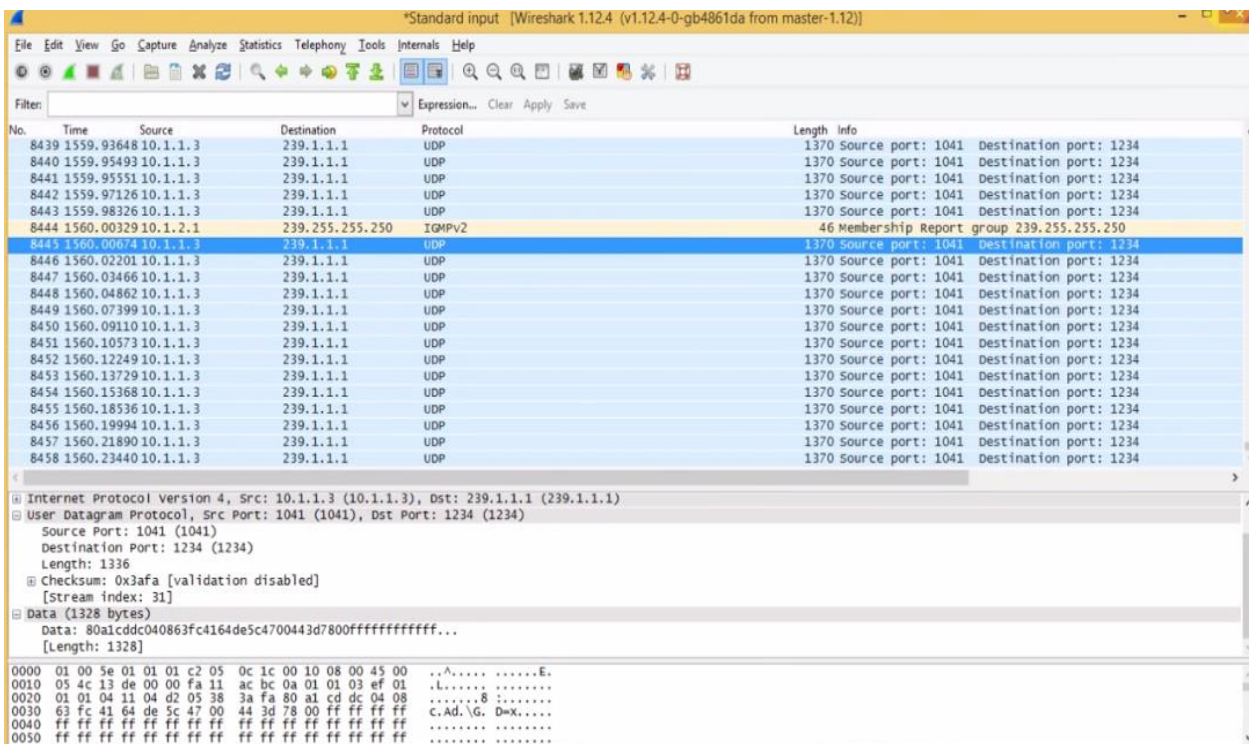 *Standard input [Wireshark 1.12.4 (v1.12.4-0-gb4861da from master-1.12)]
File Edit View Go Capture Analyze Statistics Telephony Tools Internals Help
Filter: Expression... Clear Apply Save
No. Time Source Destination Protocol Length Info
8439 1559.93648 10.1.1.3 239.1.1.1 UDP 1370 Source port: 1041 Destination port: 1234
8440 1559.95493 10.1.1.3 239.1.1.1 UDP 1370 Source port: 1041 Destination port: 1234
8441 1559.95551 10.1.1.3 239.1.1.1 UDP 1370 Source port: 1041 Destination port: 1234
8442 1559.97126 10.1.1.3 239.1.1.1 UDP 1370 Source port: 1041 Destination port: 1234
8443 1559.98326 10.1.1.3 239.1.1.1 UDP 1370 Source port: 1041 Destination port: 1234
8444 1560.00329 10.1.2.1 239.255.255.250 IGMPv2 46 Membership Report group 239.255.255.250
8445 1560.00674 10.1.1.3 239.1.1.1 UDP 1370 Source port: 1041 Destination port: 1234
8446 1560.02201 10.1.1.3 239.1.1.1 UDP 1370 Source port: 1041 Destination port: 1234
8447 1560.03466 10.1.1.3 239.1.1.1 UDP 1370 Source port: 1041 Destination port: 1234
8448 1560.04862 10.1.1.3 239.1.1.1 UDP 1370 Source port: 1041 Destination port: 1234
8449 1560.07399 10.1.1.3 239.1.1.1 UDP 1370 Source port: 1041 Destination port: 1234
8450 1560.09110 10.1.1.3 239.1.1.1 UDP 1370 Source port: 1041 Destination port: 1234
8451 1560.10573 10.1.1.3 239.1.1.1 UDP 1370 Source port: 1041 Destination port: 1234
8452 1560.12249 10.1.1.3 239.1.1.1 UDP 1370 Source port: 1041 Destination port: 1234
8453 1560.13729 10.1.1.3 239.1.1.1 UDP 1370 Source port: 1041 Destination port: 1234
8454 1560.15368 10.1.1.3 239.1.1.1 UDP 1370 Source port: 1041 Destination port: 1234
8455 1560.18536 10.1.1.3 239.1.1.1 UDP 1370 Source port: 1041 Destination port: 1234
8456 1560.19994 10.1.1.3 239.1.1.1 UDP 1370 Source port: 1041 Destination port: 1234
8457 1560.21890 10.1.1.3 239.1.1.1 UDP 1370 Source port: 1041 Destination port: 1234
8458 1560.23440 10.1.1.3 239.1.1.1 UDP 1370 Source port: 1041 Destination port: 1234
Internet Protocol Version 4, Src: 10.1.1.3 (10.1.1.3), Dst: 239.1.1.1 (239.1.1.1)
User Datagram Protocol, Src Port: 1041 (1041), Dst Port: 1234 (1234)
Source Port: 1041 (1041)
Destination Port: 1234 (1234)
Length: 1336
Checksum: 0x3afa [validation disabled]
[Stream index: 31]
Data (1328 bytes)
Data: 80a1cddc040863fc4164de5c4700443d7800ffffffffffff...
[Length: 1328]
0000 01 00 5e 01 01 01 c2 05 0c 1c 00 10 08 00 45 00 ..^..... ......E.
0010 05 4c 13 de 00 00 fa 11 ac bc 0a 01 01 03 ef 01 .L...... ........
0020 01 01 04 11 04 d2 05 38 3a fa 80 a1 cd dc 04 08 .......8 :.......
0030 63 fc 41 64 de 5c 47 00 44 3d 78 00 ff ff ff ff c.Ad.\G. D=x.....
0040 ff ff ff ff ff ff ff ff ff ff ff ff ff ff ff ff ........ ........
0050 ff ff ff ff ff ff ff ff ff ff ff ff ff ff ff ff ........ ........